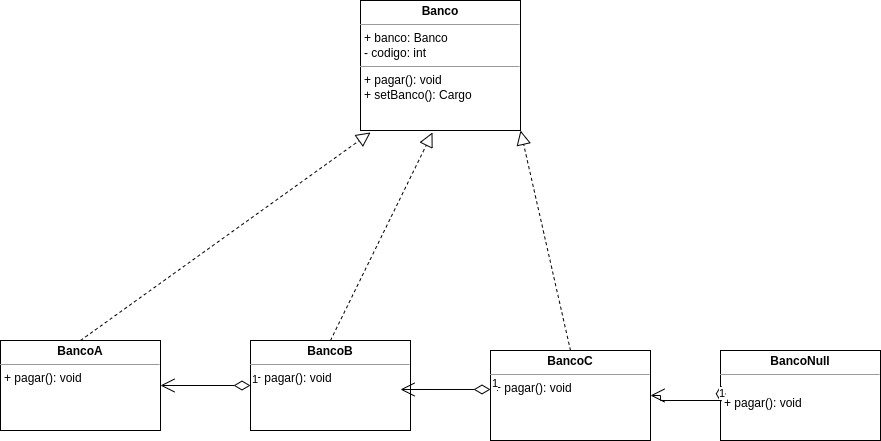 Banco
+ banco: Banco
- codigo: int
+ pagar(): void
+ setBanco(): Cargo
BancoA
+ pagar(): void
BancoB
1
- pagar(): void
BancoC
1
- pagar(): void
BancoNull
1
+ pagar(): void